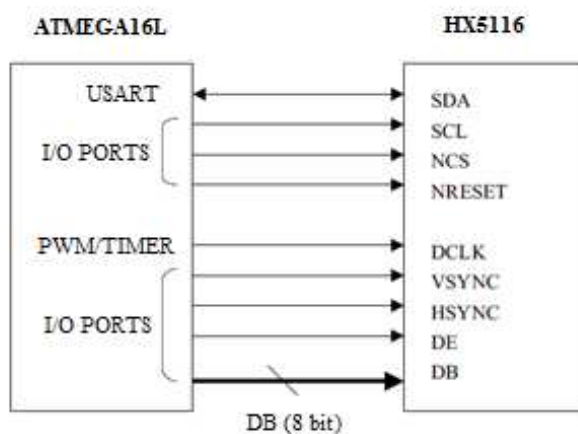 ATMEGA16L
HX5116
USART
SDA
I/O PORTS
SCL
NCS
NRESET
PWM/TIMER
DCLK
I/O PORTS
VSYNC
HSYNC
DE
DB
DB (8 bit)